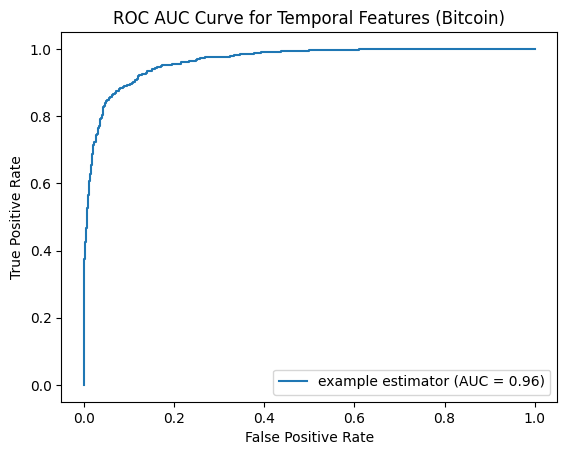 ROC AUC Curve for Temporal Features (Bitcoin)
1.0
0.8
0.6
0.4
0.2
0.0
True Positive Rate
example estimator (AUC = 0.96)
0.0 0.2 0.4 0.6 0.8 1.0
False Positive Rate